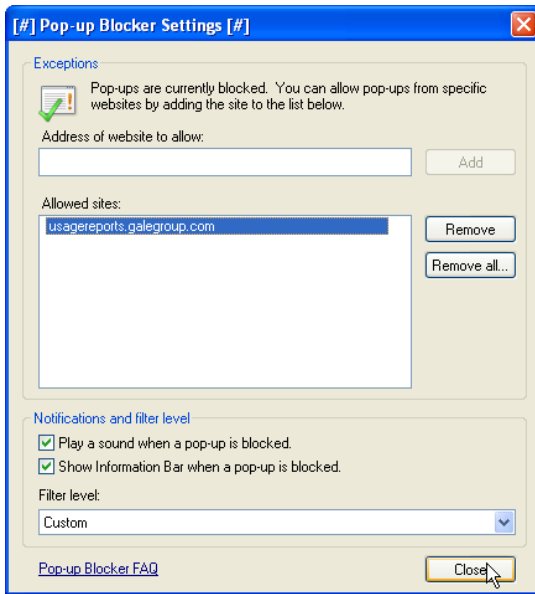 [#] Pop-up Blocker Settings [#]
Exceptions
Pop-ups are currently blocked. You can allow pop-ups from specific
websites by adding the site to the list below.
Address of website to allow:
Add
Allowed sites:
usagereports.galegroup.com
Remove
Remove all...
Notifications and filter level
Play a sound when a pop-up is blocked.
Show Information Bar when a pop-up is blocked.
Filter level:
Custom
Pop-up Blocker FAQ
Close